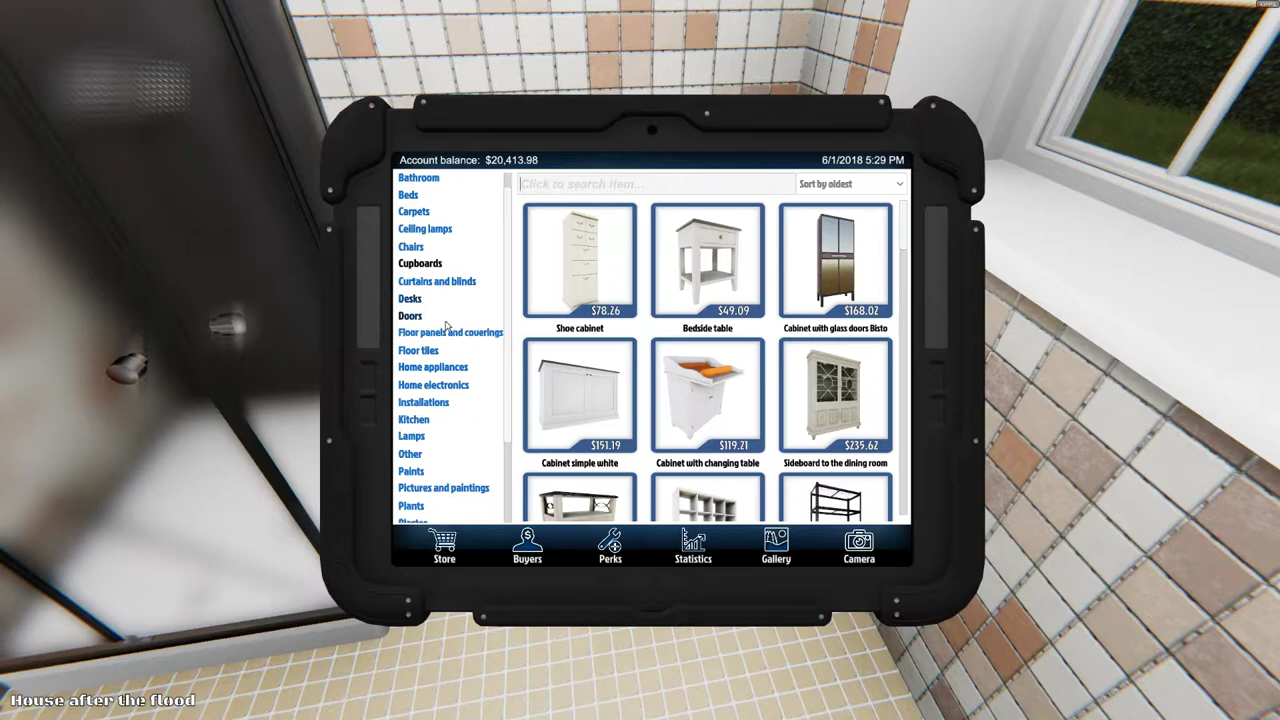 Account balance: $20,413.98
6/1/2018 5:29 PM
Bathroom
Beds
Carpets
Ceiling lamps
Chairs
Cupboards
Curtains and blinds
Desks
Doors
Floor panels and coverings
Floor tiles
Home appliances
Home electronics
Installations
Kitchen
Lamps
Other
Paints
Pictures and paintings
Plants
Click to search item...
Sort by oldest
$78.26
$49.09
$168.02
Shoe cabinet
Bedside table
Cabinet with glass doors Bisto
$151.19
$119.21
$235.62
Cabinet simple white
Cabinet with changing table
Sideboard to the dining room
Store
Buyers
Perks
Statistics
Gallery
Camera
House after the flood